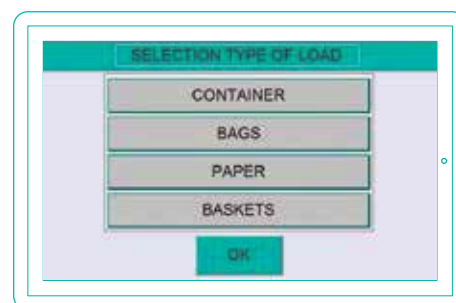 SELECTION TYPE OF LOAD
CONTAINER
BAGS
PAPER
BASKETS
OK